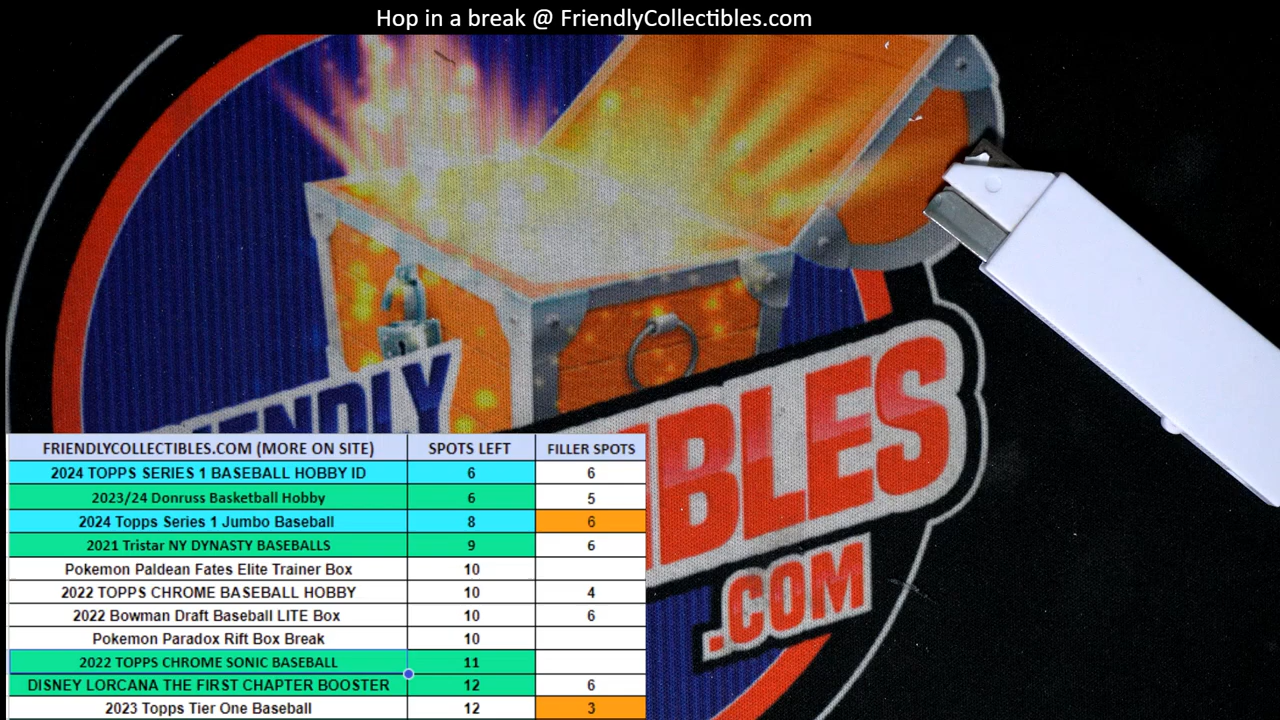 Hop in a break @ FriendlyCollectibles.com
BLES
.COM
FRIENDLYCOLLECTIBLES.COM (MORE ON SITE) SPOTS LEFT FILLER SPOTS
2024 TOPPS SERIES 1 BASEBALL HOBBY ID 6 6
2023/24 Donruss Basketball Hobby 6 5
2024 Topps Series 1 Jumbo Baseball 8 6
2021 Tristar NY DYNASTY BASEBALLS 9 6
Pokemon Paldean Fates Elite Trainer Box 10
2022 TOPPS CHROME BASEBALL HOBBY 10 4
2022 Bowman Draft Baseball LITE Box 10 6
Pokemon Paradox Rift Box Break 10
2022 TOPPS CHROME SONIC BASEBALL 11
DISNEY LORCANA THE FIRST CHAPTER BOOSTER 12 6
2023 Topps Tier One Baseball 12 3